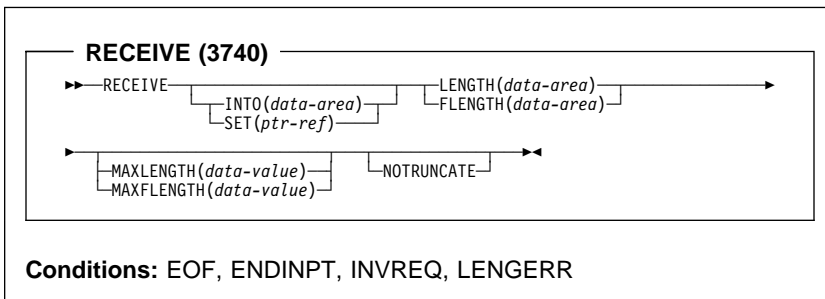 RECEIVE (3740)
RECEIVE LENGTH(data-area)
INTO(data-area) FLENGTH(data-area)
SET(ptr-ref)
MAXLENGTH(data-value) NOTRUNCATE
MAXFLENGTH(data-value)
Conditions: EOF, ENDINPT, INVREQ, LENGERR